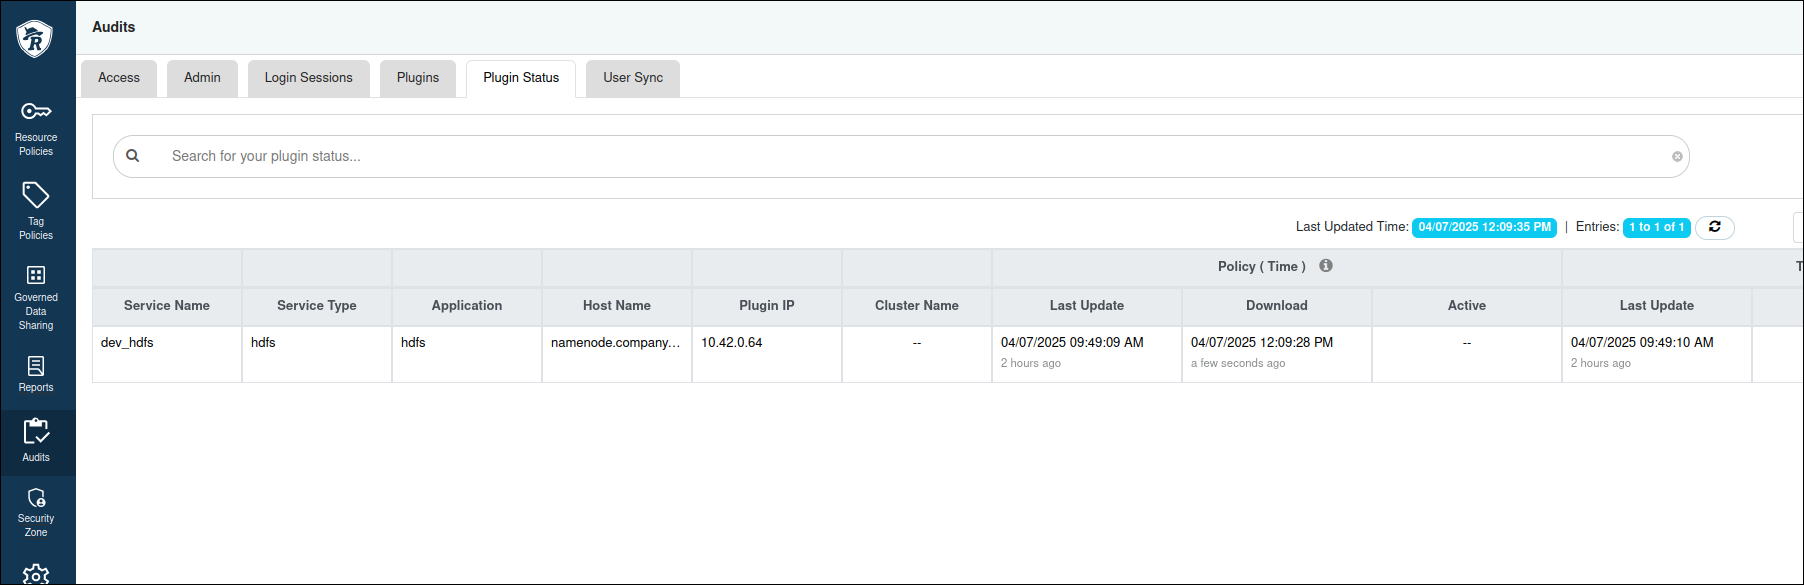 Audits
Access Admin Login Sessions Plugins Plugin Status User Sync
Resource
Policies
Tag
Policies
Governed
Data
Sharing
Reports
Audits
Security
Zone
Search for your plugin status...
Last Updated Time: 04/07/2025 12:09:35 PM | Entries: 1 to 1 of 1
Policy ( Time ) T
Service Name Service Type Application Host Name Plugin IP Cluster Name Last Update Download Active Last Update
dev_hdfs hdfs hdfs namenode.company... 10.42.0.64 -- 04/07/2025 09:49:09 AM 04/07/2025 12:09:28 PM -- 04/07/2025 09:49:10 AM
2 hours ago a few seconds ago 2 hours ago